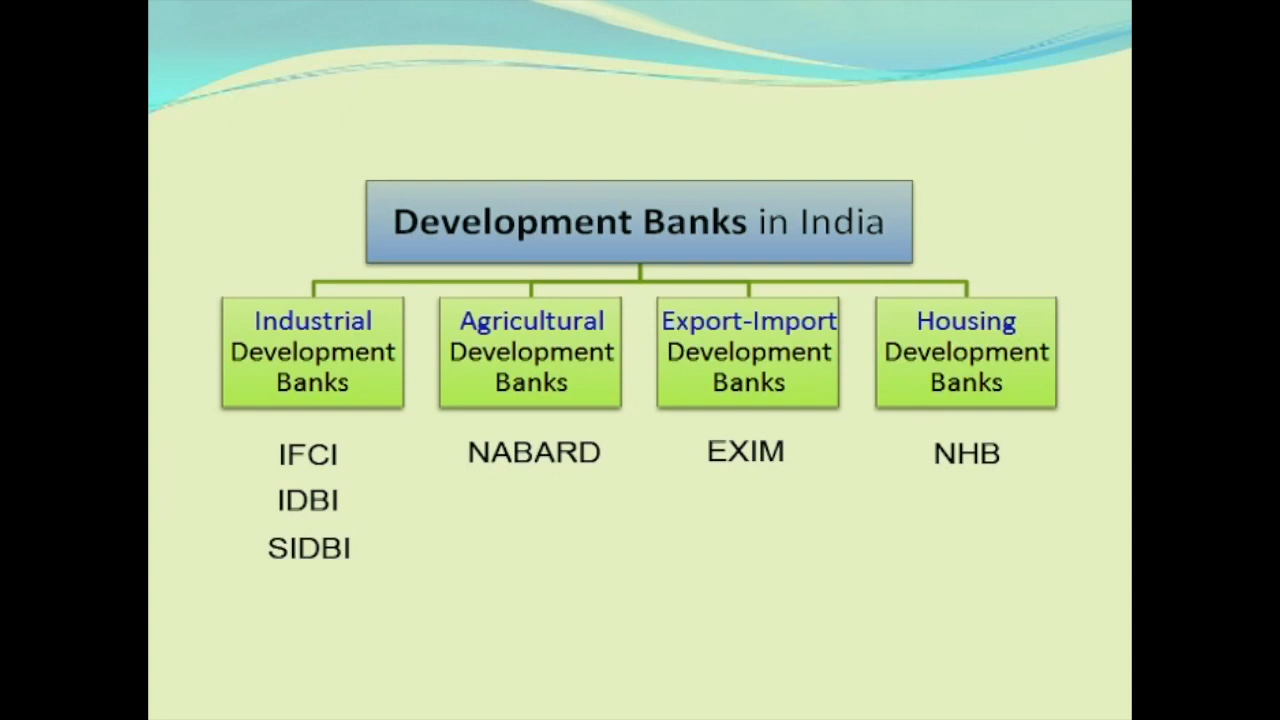 Development Banks in India
Industrial
Development
Banks
Agricultural
Development
Banks
Export-Import
Development
Banks
Housing
Development
Banks
IFCI
IDBI
SIDBI
NABARD
EXIM
NHB